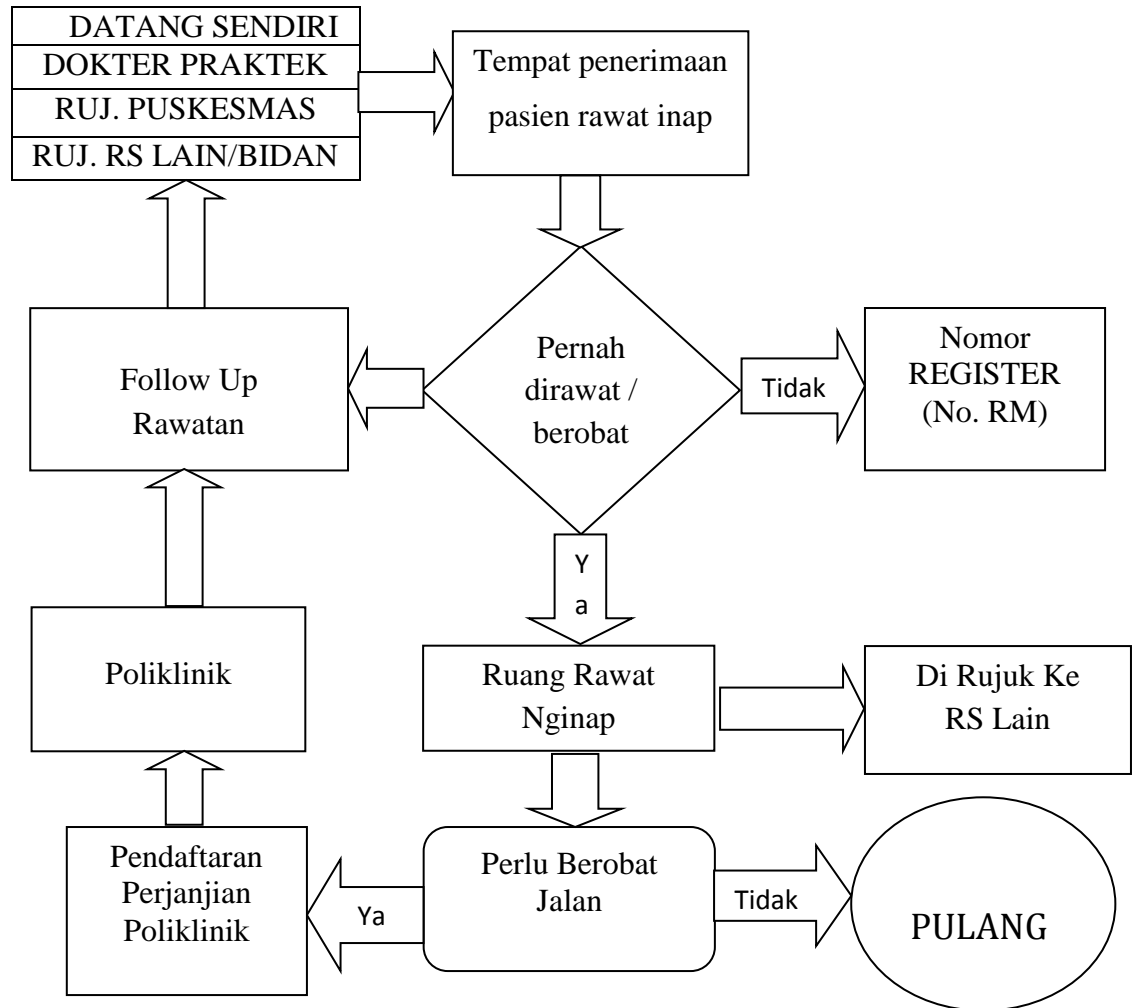 DATANG SENDIRI
DOKTER PRAKTEK
RUJ. PUSKESMAS
RUJ. RS LAIN/BIDAN
Tempat penerimaan
pasien rawat inap
Follow Up
Rawatan
Pernah
dirawat /
berobat
Tidak
Nomor
REGISTER
(No. RM)
Y
a
Poliklinik
Ruang Rawat
Nginap
Di Rujuk Ke
RS Lain
Pendaftaran
Perjanjian
Poliklinik
Ya
Perlu Berobat
Jalan
Tidak
PULANG